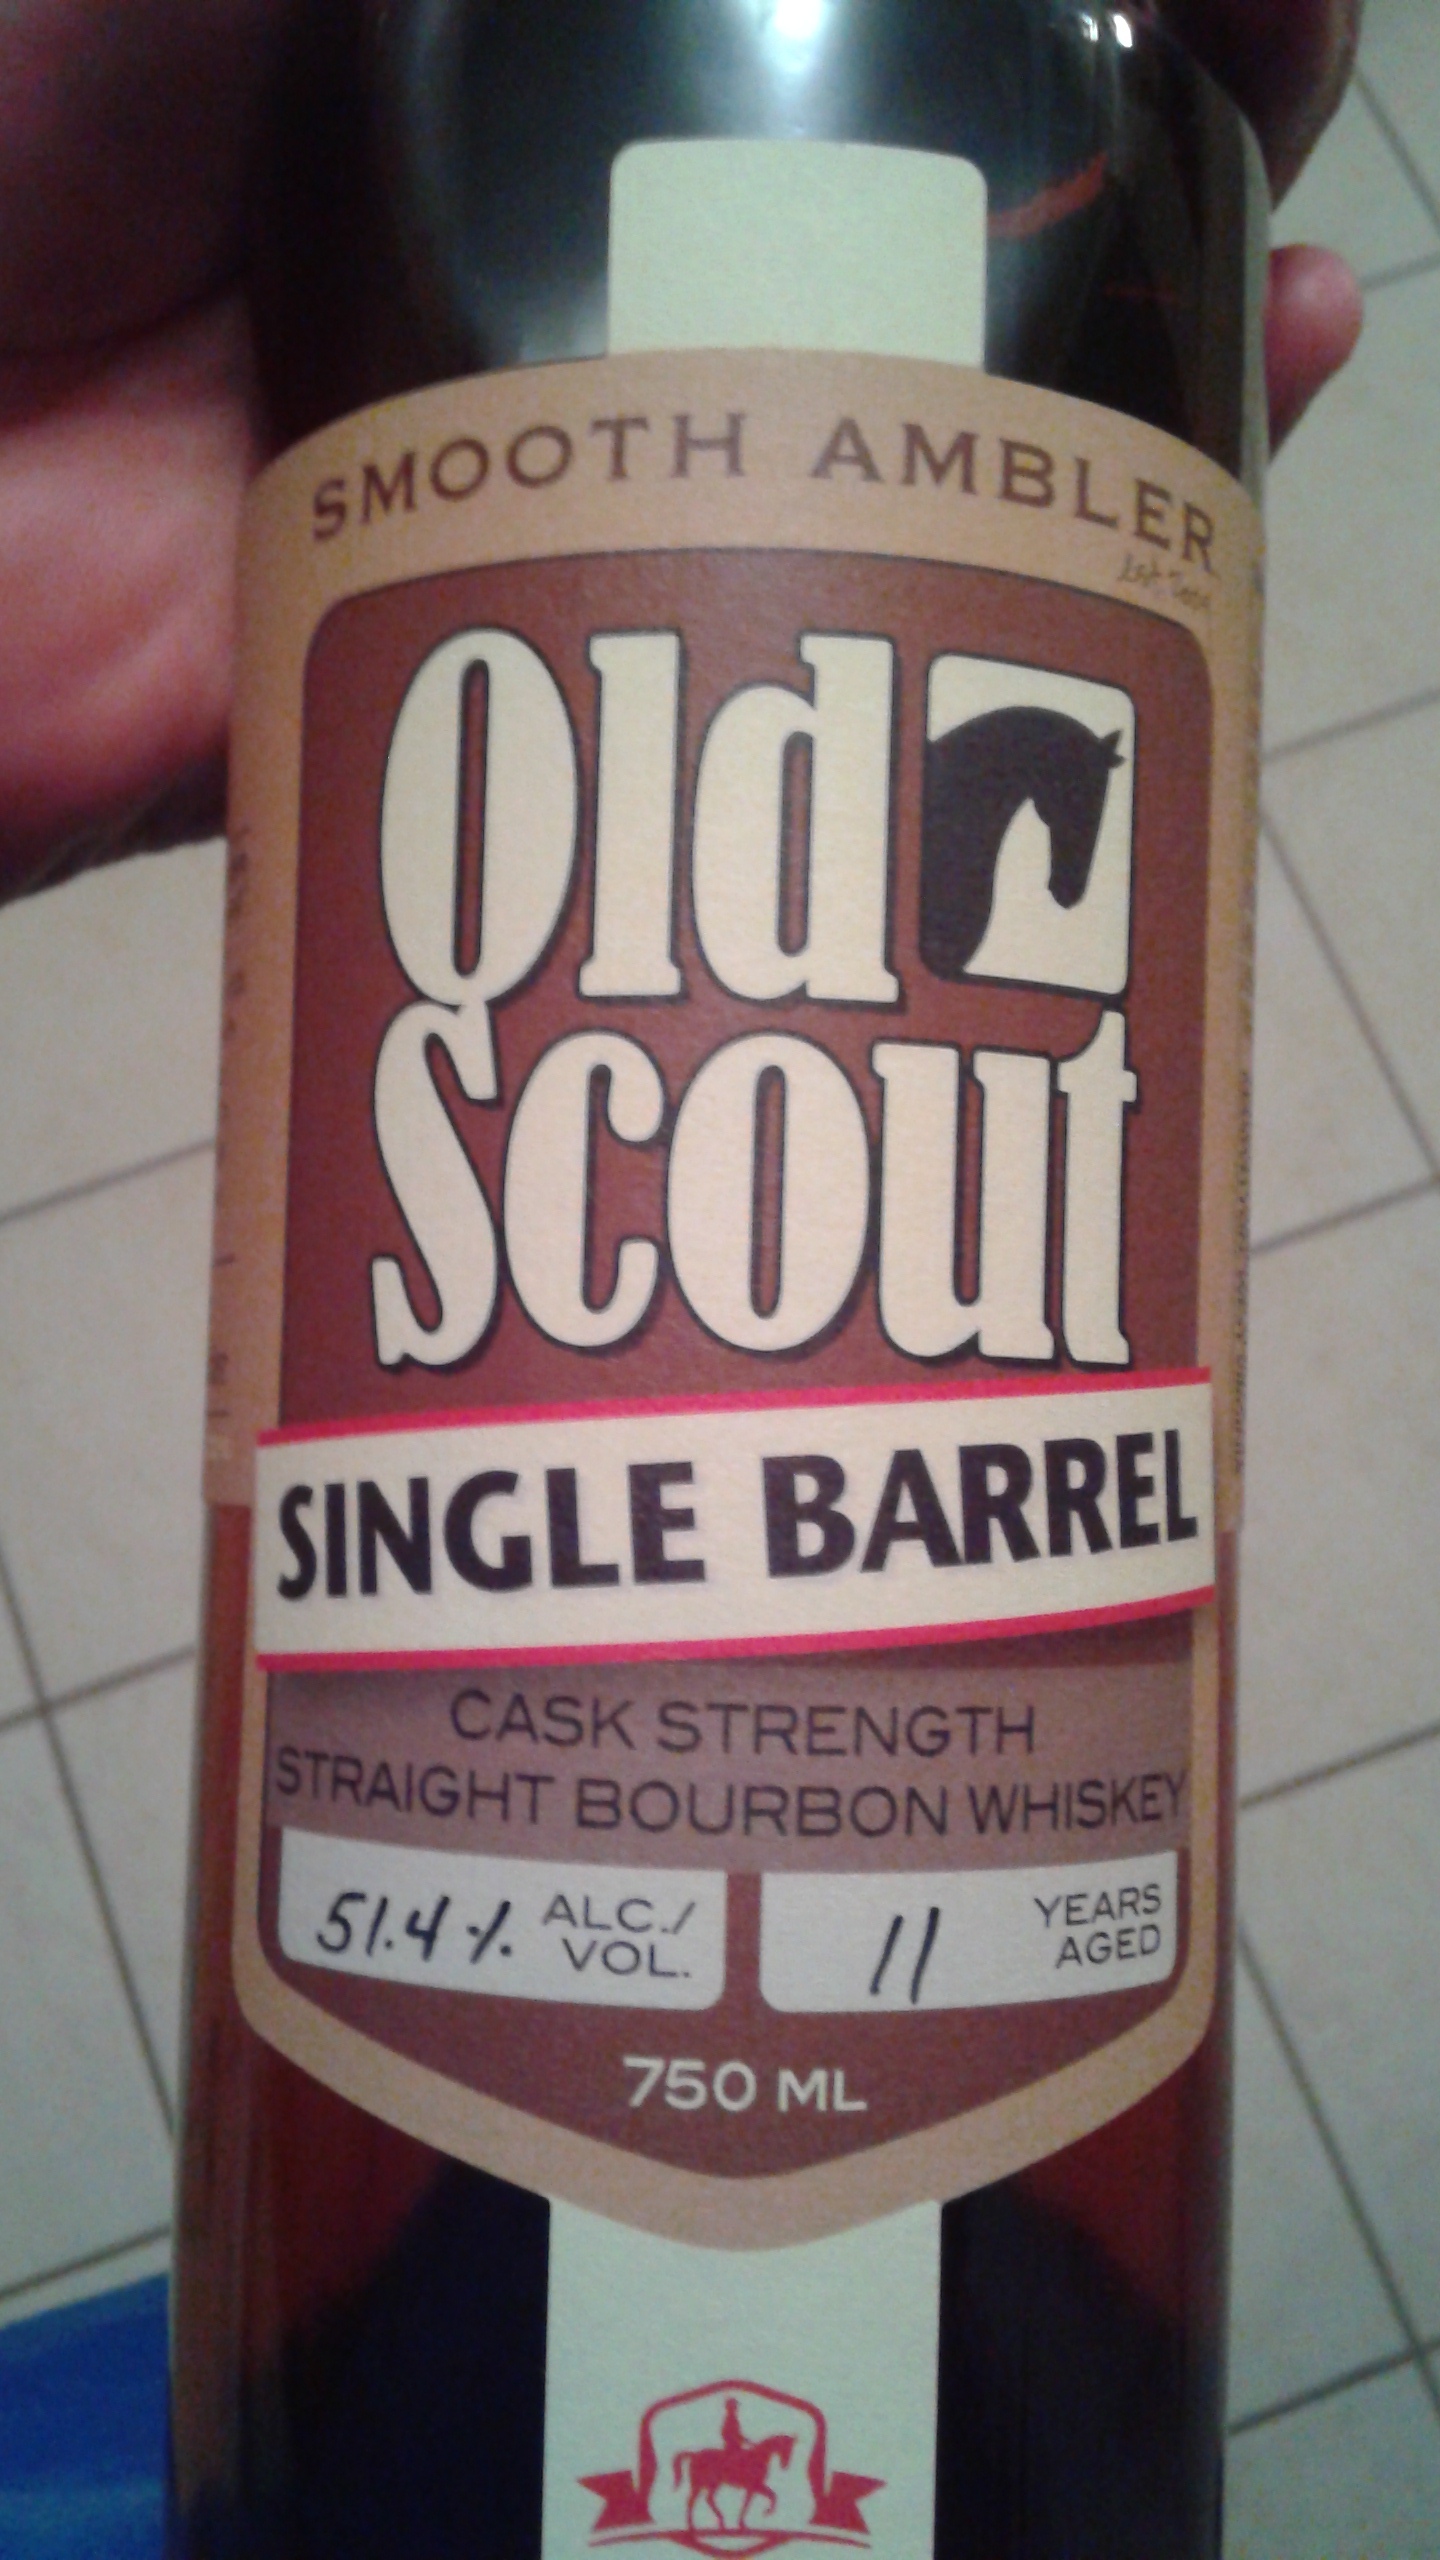 SMOOTH AMBLER
Old
Scout
SINGLE BARREL
CASK STRENGTH
STRAIGHT BOURBON WHISKEY
51.4% ALC./
VOL.
11 YEARS
AGED
750 ML